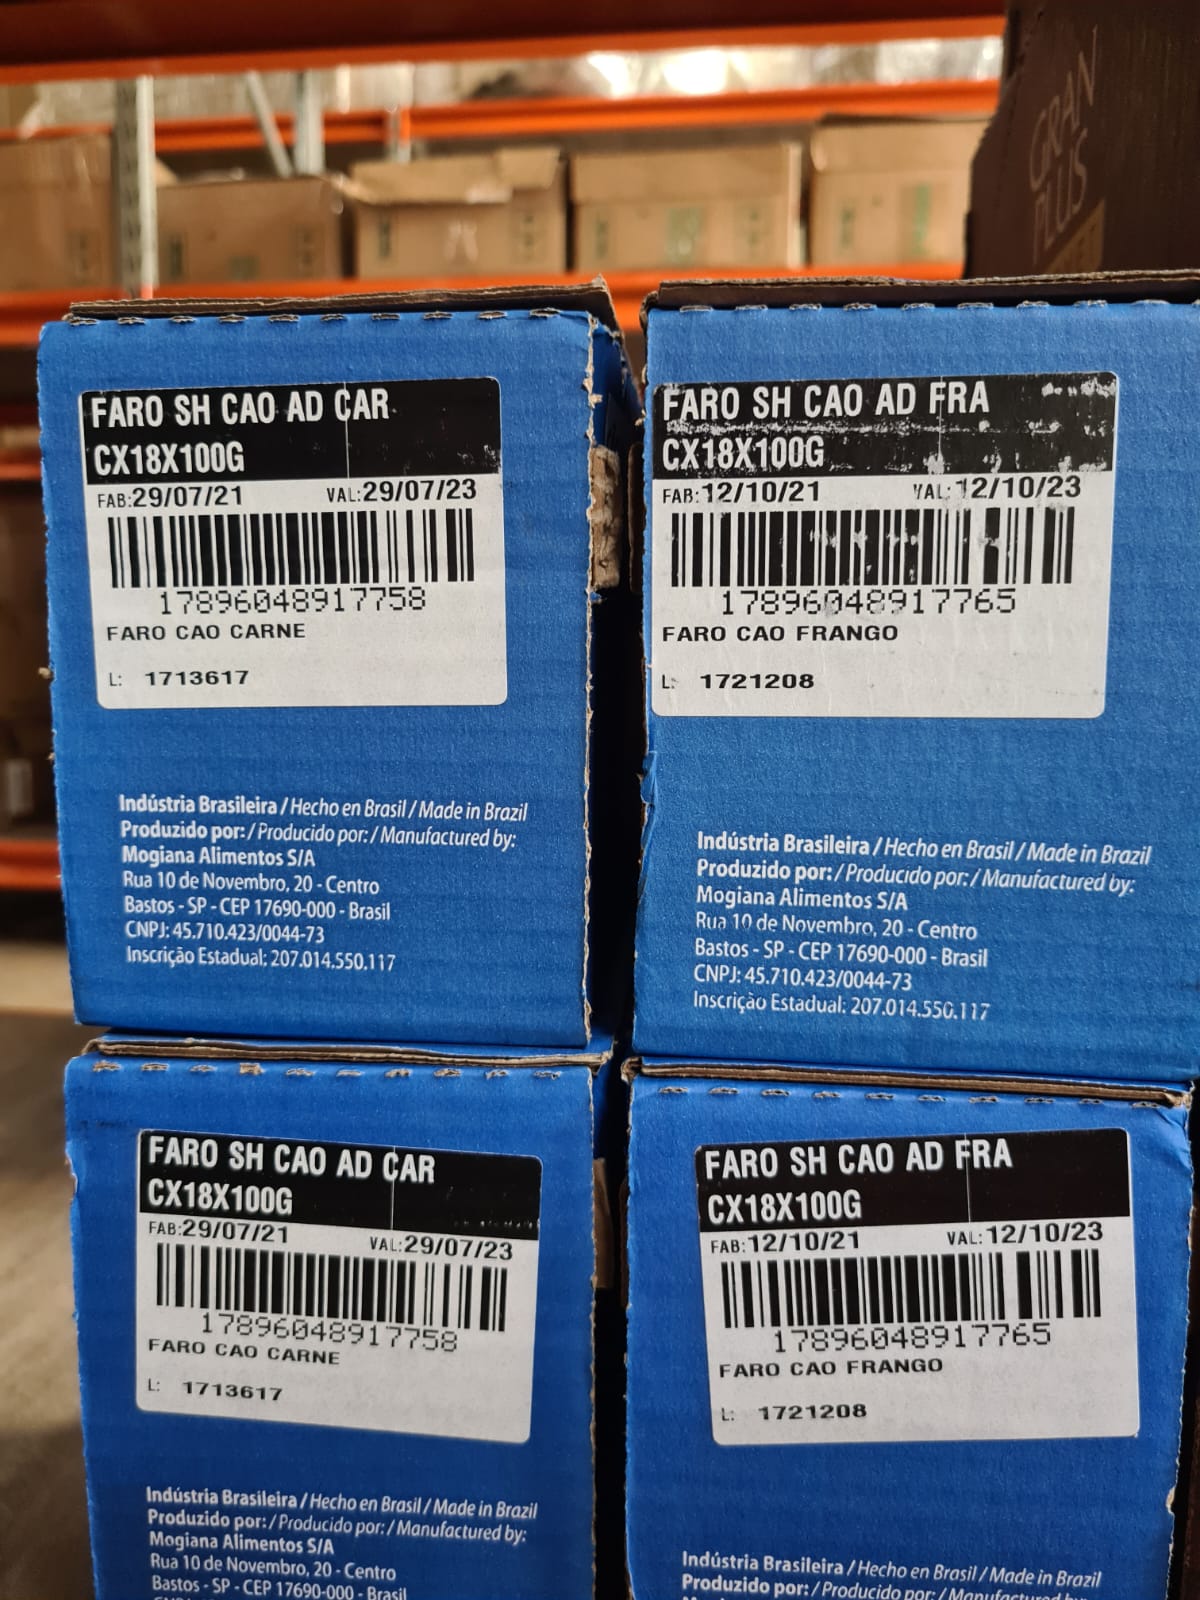 GRAN
PLUS
FARO SH CAO AD CAR
CX18X100G
FAB:29/07/21 VAL:29/07/23
17896048917758
FARO CAO CARNE
L: 1713617
Indústria Brasileira / Hecho en Brasil / Made in Brazil
Produzido por: / Producido por: / Manufactured by:
Mogiana Alimentos S/A
Rua 10 de Novembro, 20 - Centro
Bastos - SP - CEP 17690-000 - Brasil
CNPJ: 45.710.423/0044-73
Inscrição Estadual: 207.014.550.117
FARO SH CAO AD FRA
CX18X100G
FAB:12/10/21 VAL:12/10/23
17896048917765
FARO CAO FRANGO
L: 1721208
Indústria Brasileira / Hecho en Brasil / Made in Brazil
Produzido por: / Producido por: / Manufactured by:
Mogiana Alimentos S/A
Rua 10 de Novembro, 20 - Centro
Bastos - SP - CEP 17690-000 - Brasil
CNPJ: 45.710.423/0044-73
Inscrição Estadual: 207.014.550.117
FARO SH CAO AD CAR
CX18X100G
FAB:29/07/21 VAL:29/07/23
17896048917758
FARO CAO CARNE
L: 1713617
Indústria Brasileira / Hecho en Brasil / Made in Brazil
Produzido por: / Producido por: / Manufactured by:
Mogiana Alimentos S/A
Rua 10 de Novembro, 20 - Centro
Bastos - SP - CEP 17690-000 - Brasil
FARO SH CAO AD FRA
CX18X100G
FAB:12/10/21 VAL:12/10/23
17896048917765
FARO CAO FRANGO
L: 1721208
Indústria Brasileira / Hecho en Brasil / Made in Brazil
Produzido por: / Producido por: / Manufactured by: